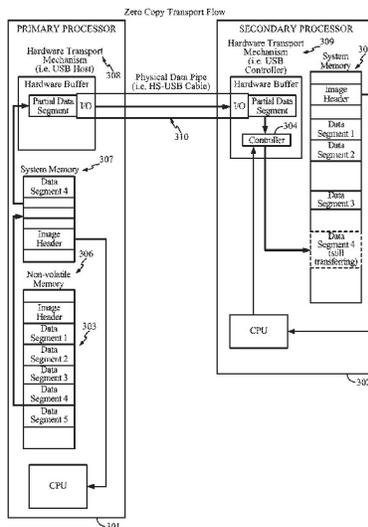 Zero Copy Transport Flow
PRIMARY PROCESSOR
Hardware Transport
Mechanism
(i.e. USB Host)
308
Hardware Buffer
Partial Data
Segment
I/O
Physical Data Pipe
(i.e, HS-USB Cable)
310
System Memory
307
Data
Segment 4
Image
Header
306
Non-volatile
Memory
Image
Header
303
Data
Segment 1
Data
Segment 2
Data
Segment 3
Data
Segment 4
Data
Segment 5
CPU
301
SECONDARY PROCESSOR
Hardware Transport
Mechanism
(i.e. USB
Controller)
309
Hardware Buffer
I/O
Partial Data
Segment
304
Controller
CPU
System
Memory
Image
Header
Data
Segment 1
Data
Segment 2
Data
Segment 3
Data
Segment 4
(still
transferring)
302